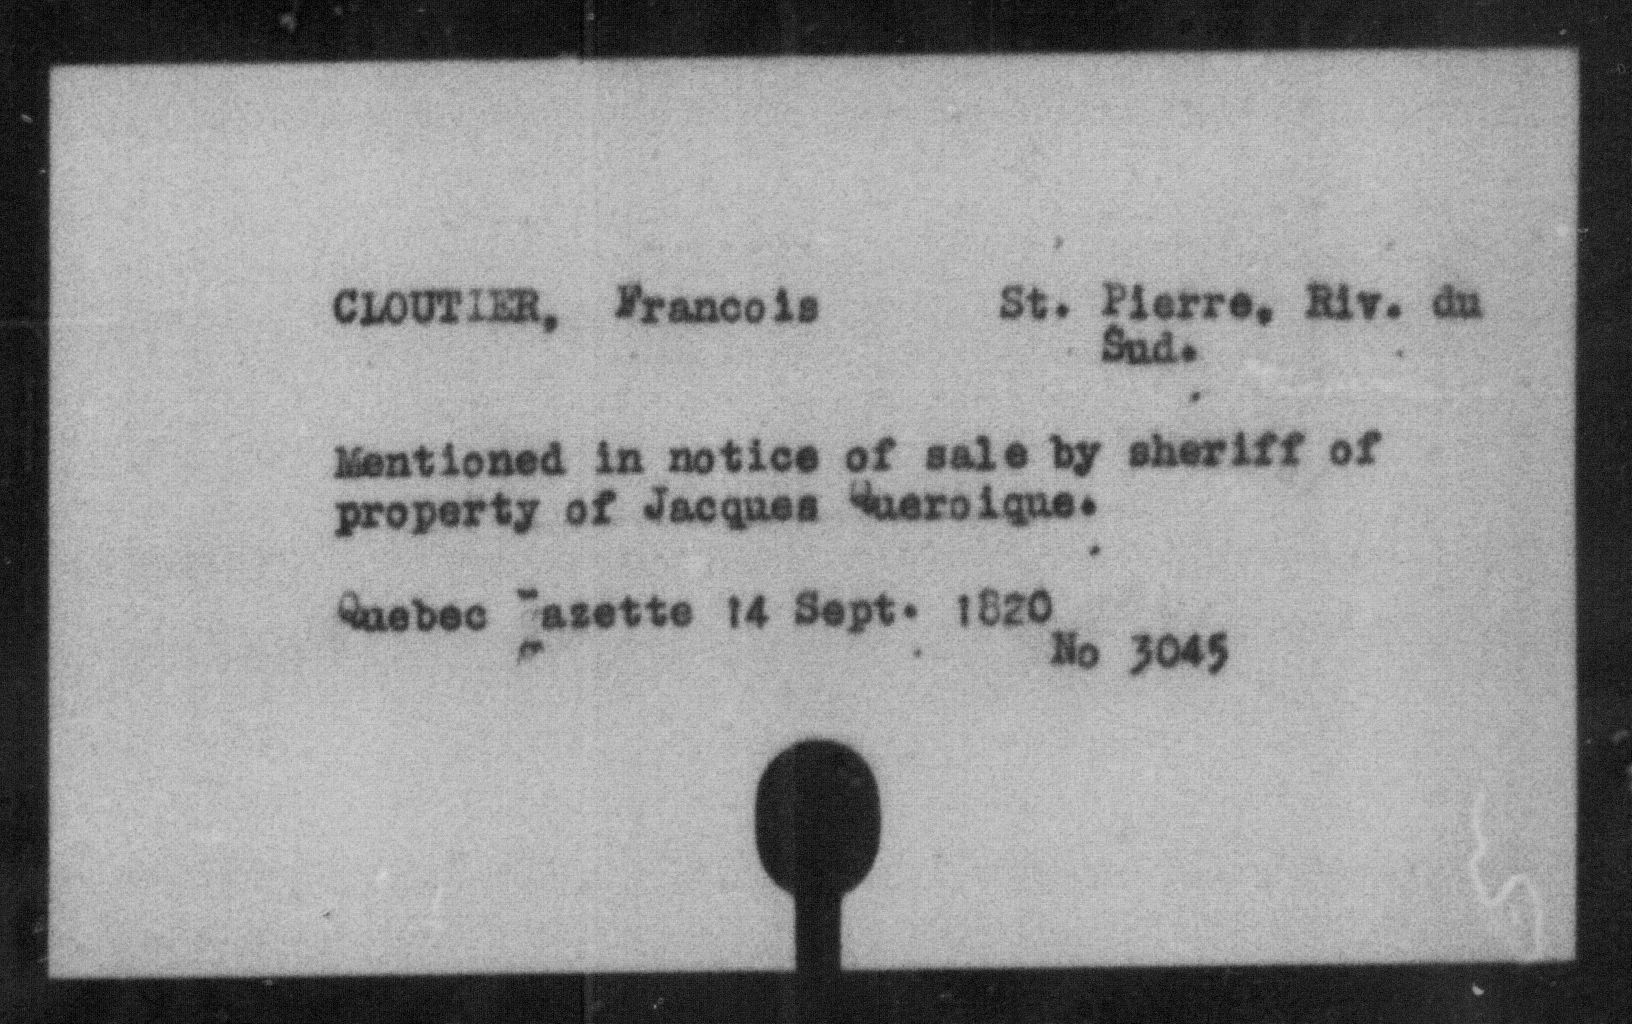 CLOUTIER, Francois St. Pierre, Riv. du
Sud.
Mentioned in notice of sale by sheriff of
property of Jacques Queroique.
Quebec Gazette 14 Sept. 1820
No 3045